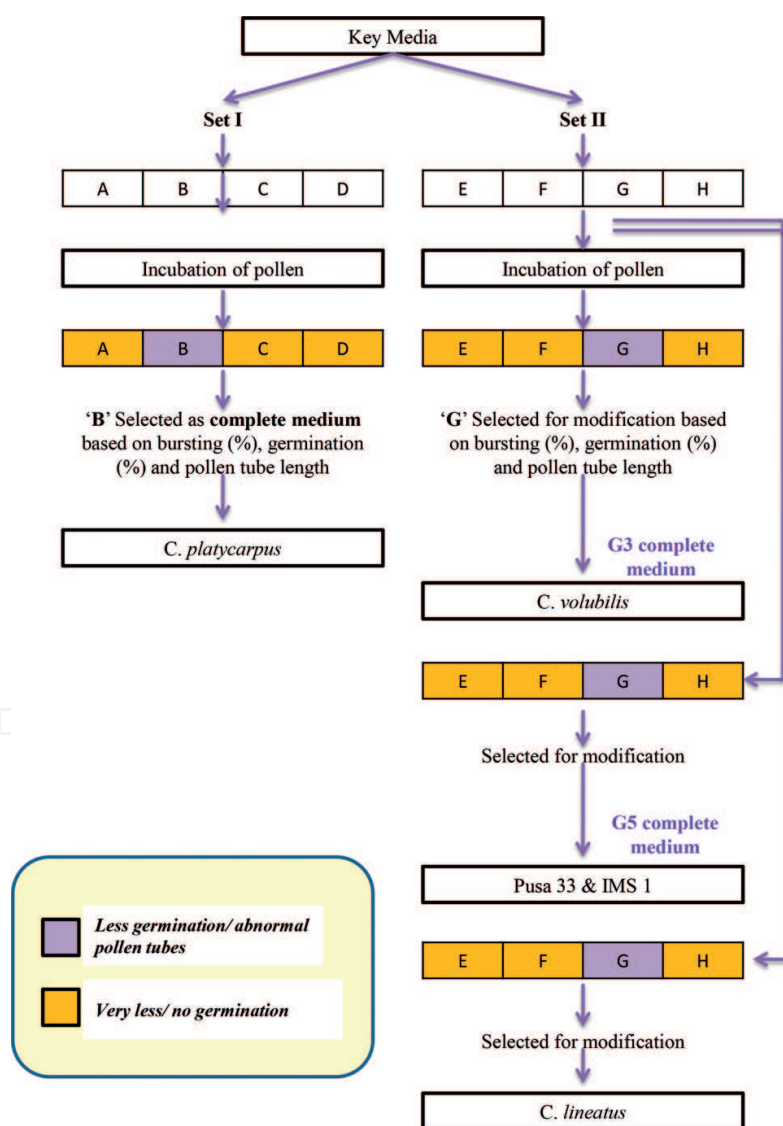 Key Media
Set I
Set II
A B C D
E F G H
Incubation of pollen
Incubation of pollen
A B C D
E F G H
‘B’ Selected as complete medium
based on bursting (%), germination
(%) and pollen tube length
‘G’ Selected for modification based
on bursting (%), germination (%)
and pollen tube length
C. platycarpus
G3 complete
medium
C. volubilis
E F G H
Selected for modification
G5 complete
medium
Pusa 33 & IMS 1
E F G H
Selected for modification
C. lineatus
Less germination/ abnormal
pollen tubes
Very less/ no germination